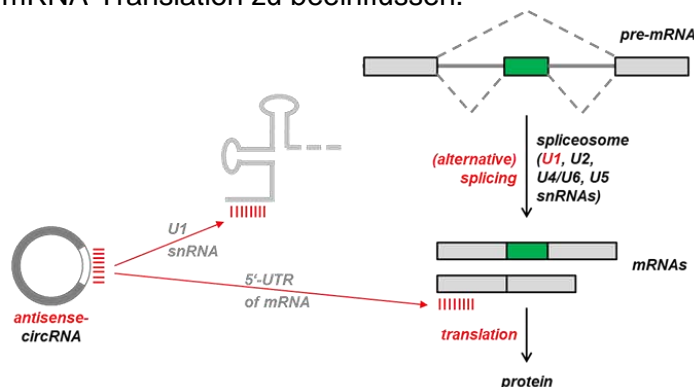 mRNA-Translation zu beeinflussen.
pre-mRNA
(alternative)
splicing
spliceosome
(U1, U2,
U4/U6, U5
snRNAs)
U1
snRNA
5'-UTR
of mRNA
antisense-
circRNA
mRNAs
translation
protein